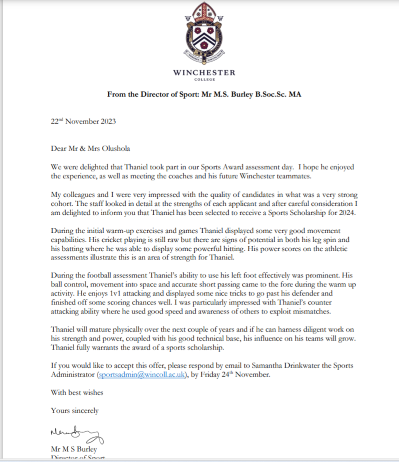 WINCHESTER
COLLEGE
From the Director of Sport: Mr M.S. Burley B.Soc.Sc. MA
22nd November 2023
Dear Mr & Mrs Olushola
We were delighted that Thaniel took part in our Sports Award assessment day. I hope he enjoyed
the experience, as well as meeting the coaches and his future Winchester teammates.
My colleagues and I were very impressed with the quality of candidates in what was a very strong
cohort. The staff looked in detail at the strengths of each applicant and after careful consideration I
am delighted to inform you that Thaniel has been selected to receive a Sports Scholarship for 2024.
During the initial warm-up exercises and games Thaniel displayed some very good movement
capabilities. His cricket playing is still raw but there are signs of potential in both his leg spin and
his batting where he was able to display some powerful hitting. His power scores on the athletic
assessments illustrate this is an area of strength for Thaniel.
During the football assessment Thaniel's ability to use his left foot effectively was prominent. His
ball control, movement into space and accurate short passing came to the fore during the warm up
activity. He enjoys 1v1 attacking and displayed some nice tricks to go past his defender and
finished off some scoring chances well. I was particularly impressed with Thaniel's counter
attacking ability where he used good speed and awareness of others to exploit mismatches.
Thaniel will mature physically over the next couple of years and if he can harness diligent work on
his strength and power, coupled with his good technical base, his influence on his teams will grow.
Thaniel fully warrants the award of a sports scholarship.
If you would like to accept this offer, please respond by email to Samantha Drinkwater the Sports
Administrator (sportsadmin@wincoll.ac.uk), by Friday 24th November.
With best wishes
Yours sincerely
Mr M S Burley
Director of Sport